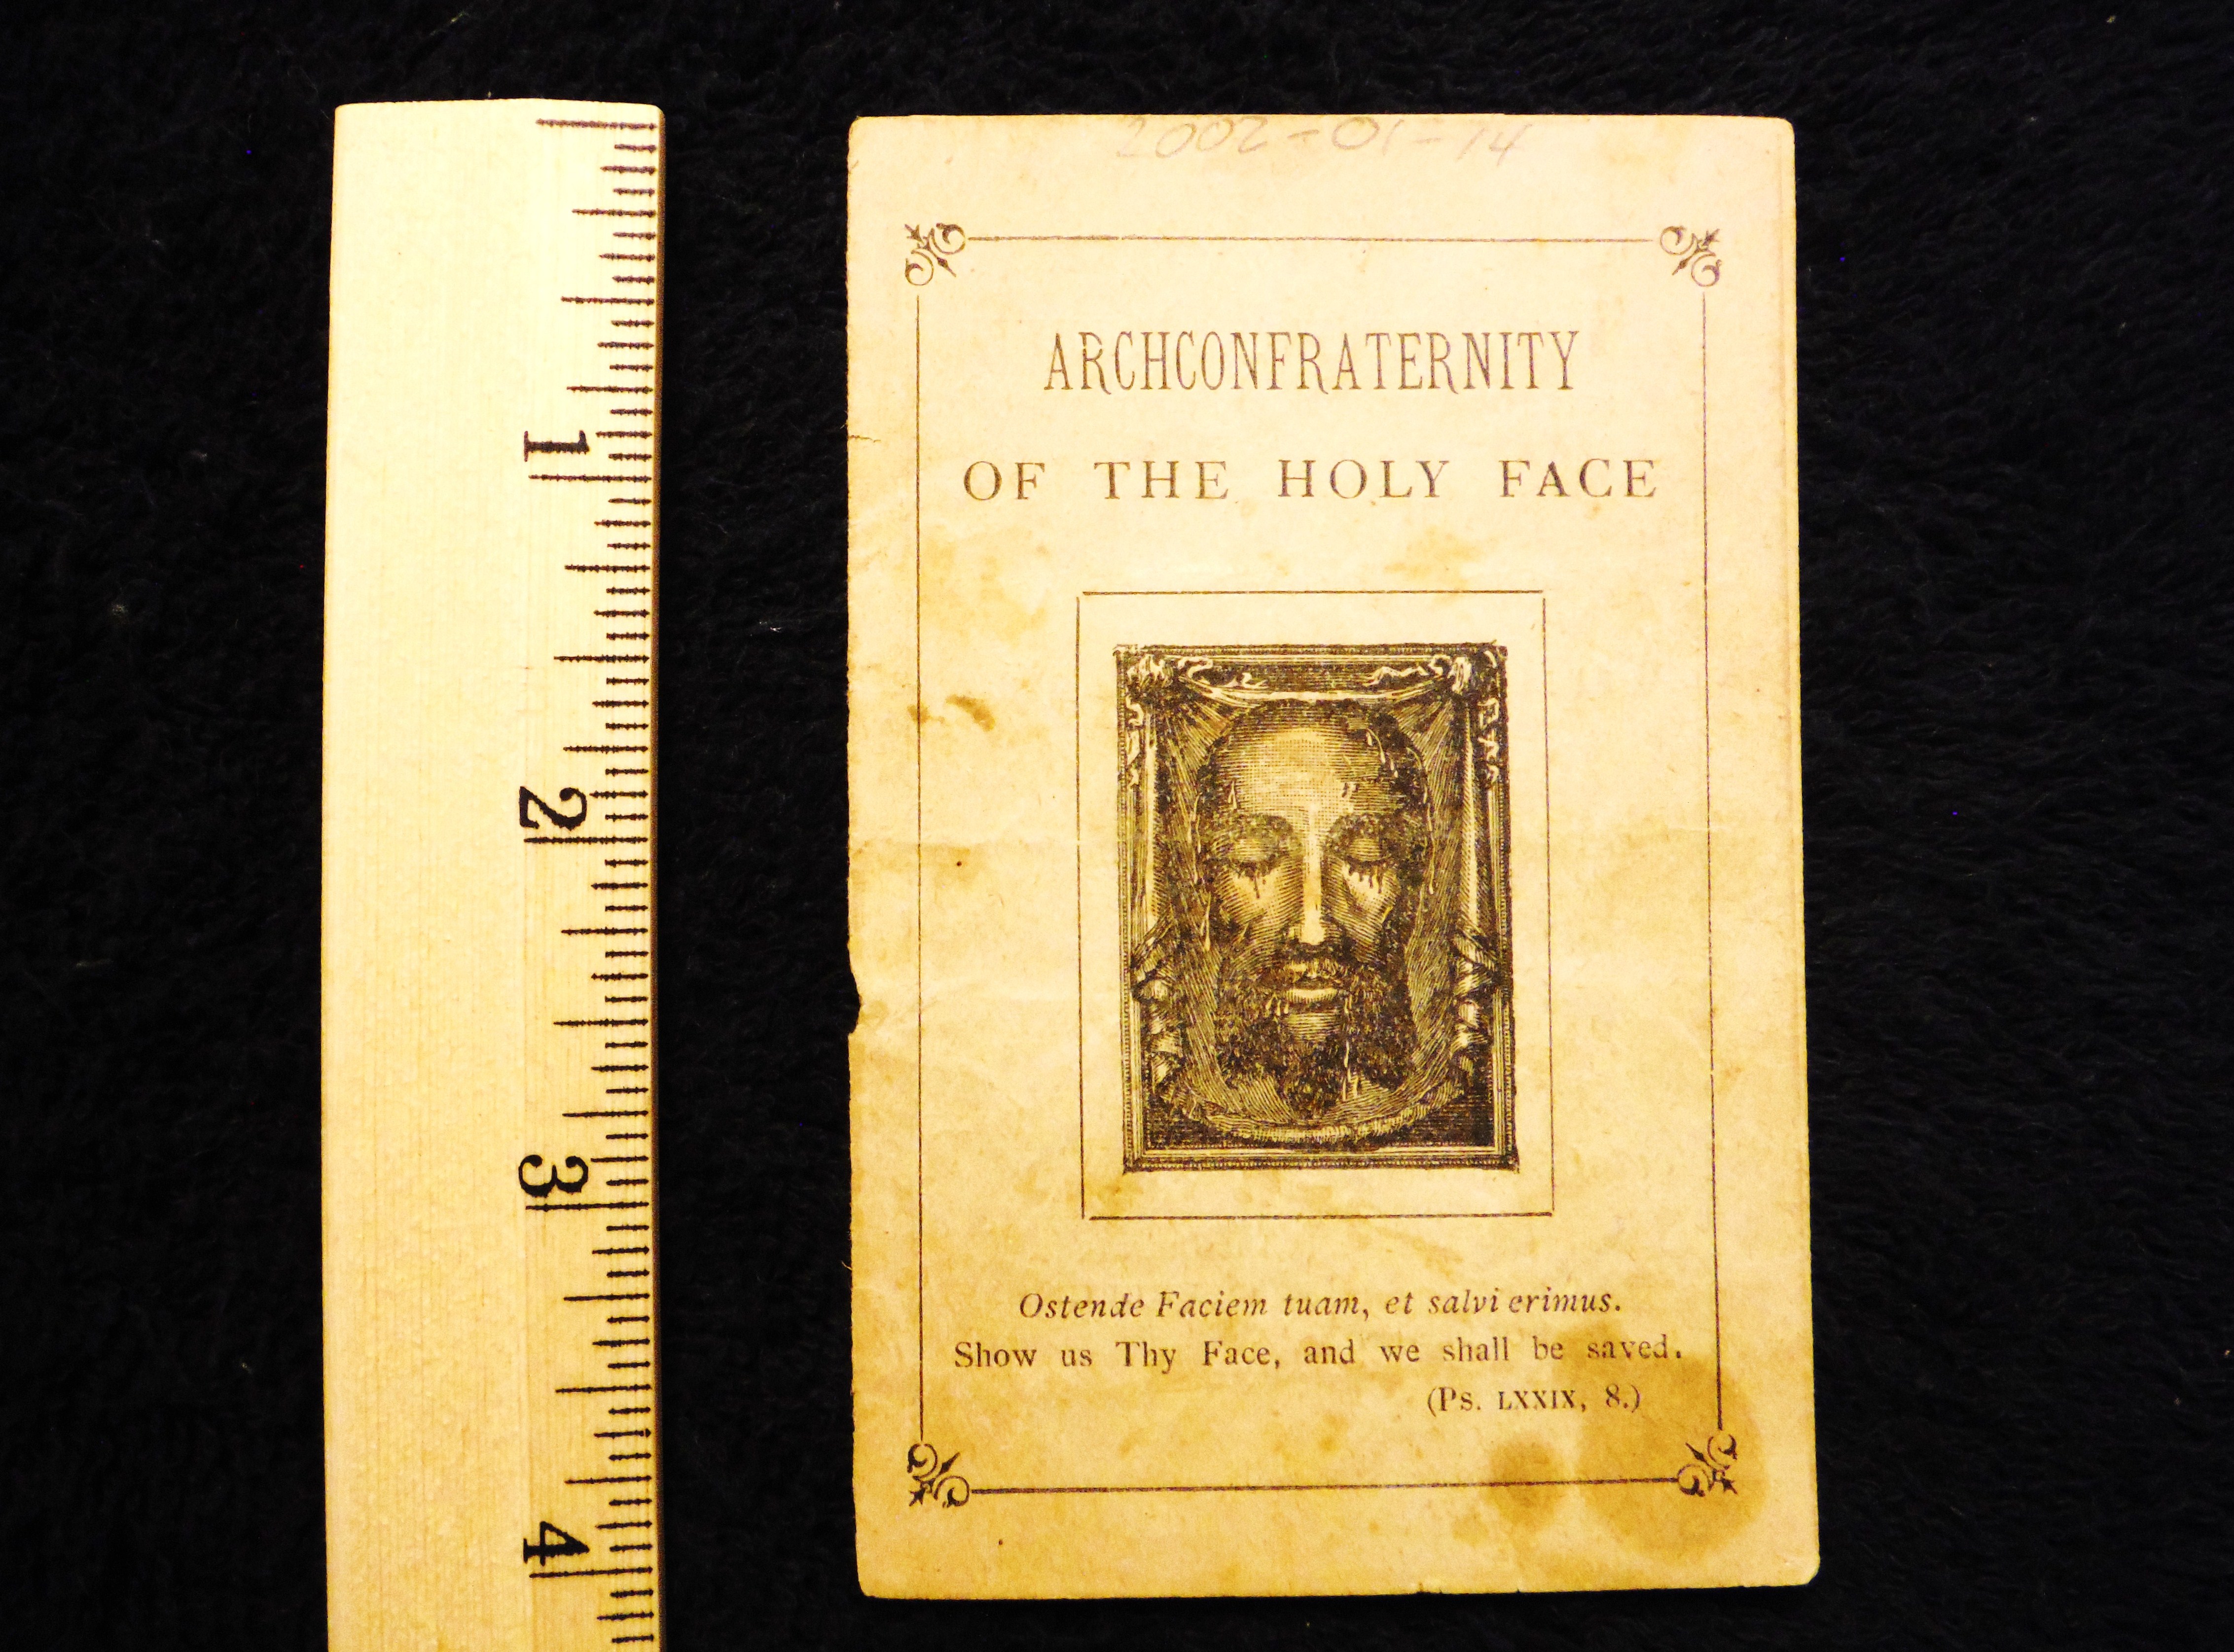 2002-01-14
ARCHCONFRATERNITY
OF THE HOLY FACE
Ostende Faciem tuam, et salvi erimus.
Show us Thy Face, and we shall be saved.
(Ps. LXXIX, 8.)
1
2
3
4